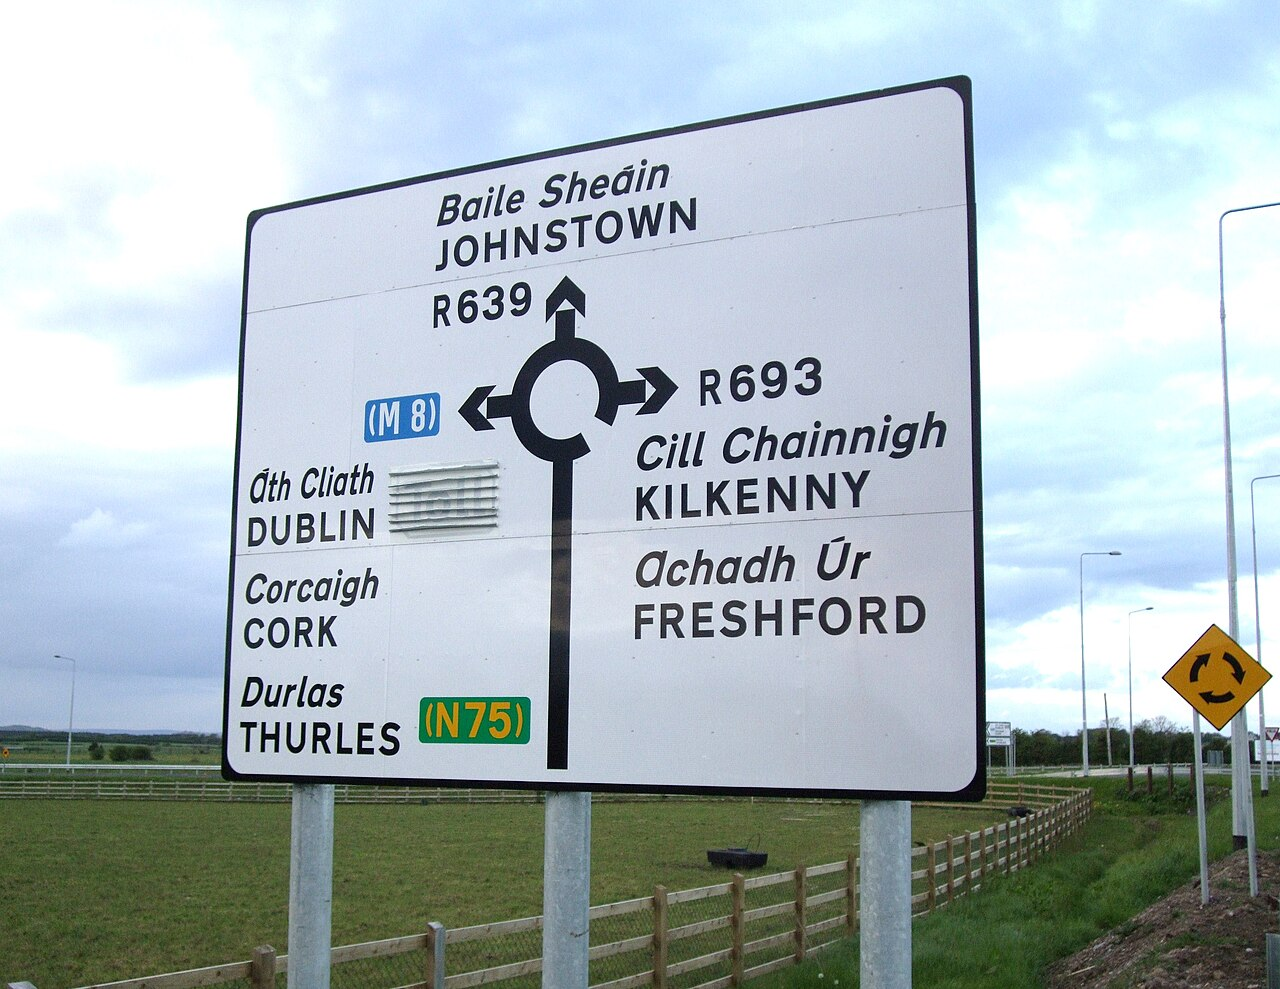 Baile Sheáin
JOHNSTOWN
R639
(M 8)
R693
Áth Cliath
DUBLIN
Cill Chainnigh
KILKENNY
Corcaigh
CORK
Achadh Úr
FRESHFORD
Durlas
THURLES
(N75)